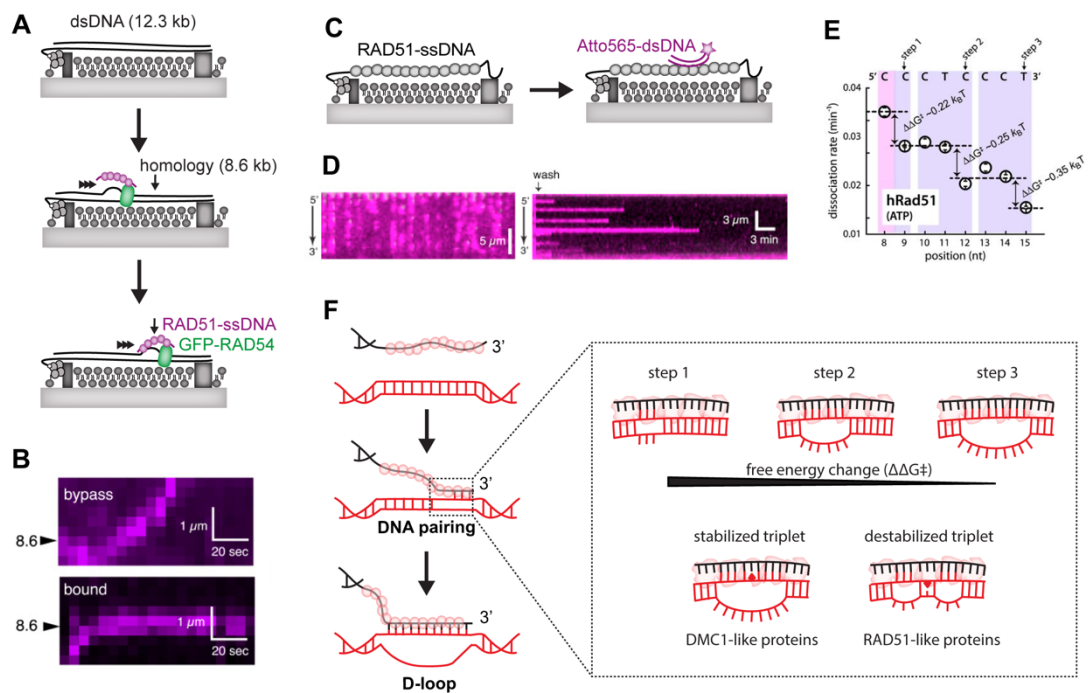 A
dsDNA (12.3 kb)
homology (8.6 kb)
RAD51-ssDNA
GFP-RAD54
B
bypass
8.6
1 µm
20 sec
bound
8.6
1 µm
20 sec
C
RAD51-ssDNA
Atto565-dsDNA
D
5'
3'
5 µm
wash
5'
3'
3 µm
3 min
E
step 1
step 2
step 3
5' C C C T C C C T 3'
0.04
0.03
0.02
0.01
dissociation rate (min⁻¹)
ΔΔG‡ ~0.22 kBT
ΔΔG‡ ~0.25 kBT
ΔΔG‡ ~0.35 kBT
hRad51
(ATP)
8 9 10 11 12 13 14 15
position (nt)
F
3'
3'
DNA pairing
3'
D-loop
step 1
step 2
step 3
free energy change (ΔΔG‡)
stabilized triplet
destabilized triplet
DMC1-like proteins
RAD51-like proteins